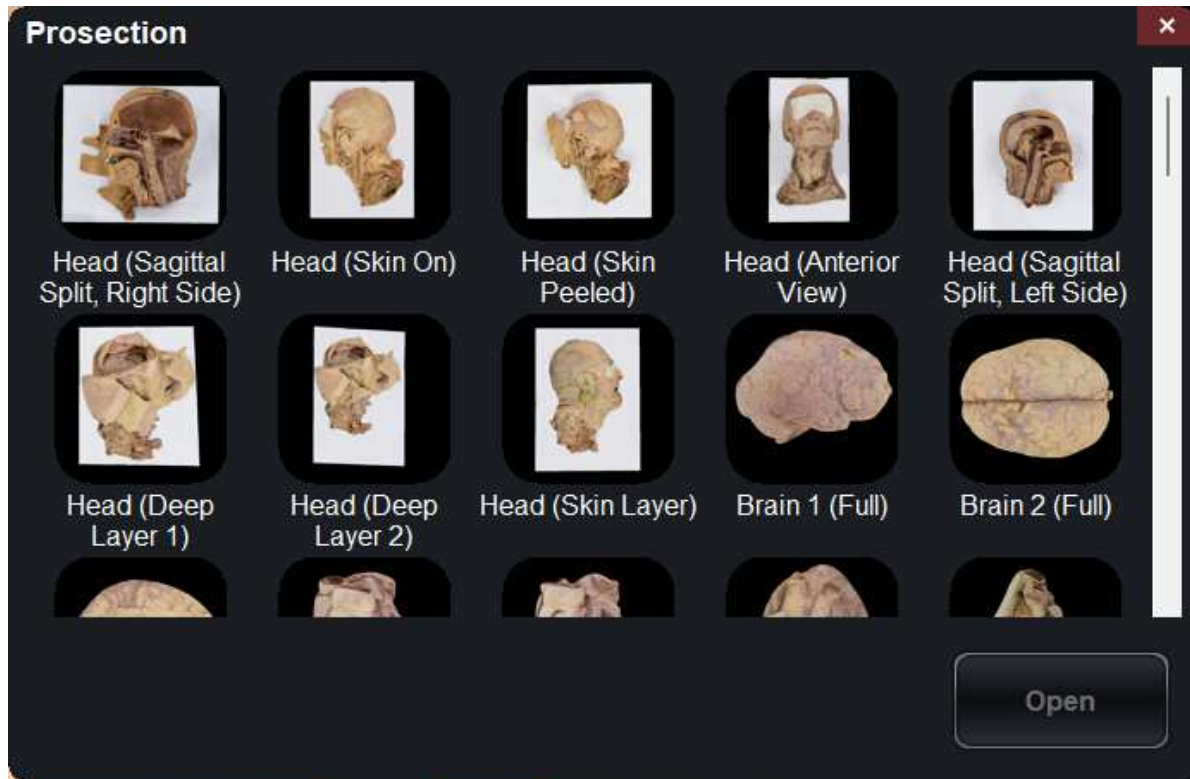 Prosection
×
Head (Sagittal
Split, Right Side)
Head (Skin On)
Head (Skin
Peeled)
Head (Anterior
View)
Head (Sagittal
Split, Left Side)
Head (Deep
Layer 1)
Head (Deep
Layer 2)
Head (Skin Layer)
Brain 1 (Full)
Brain 2 (Full)
Open